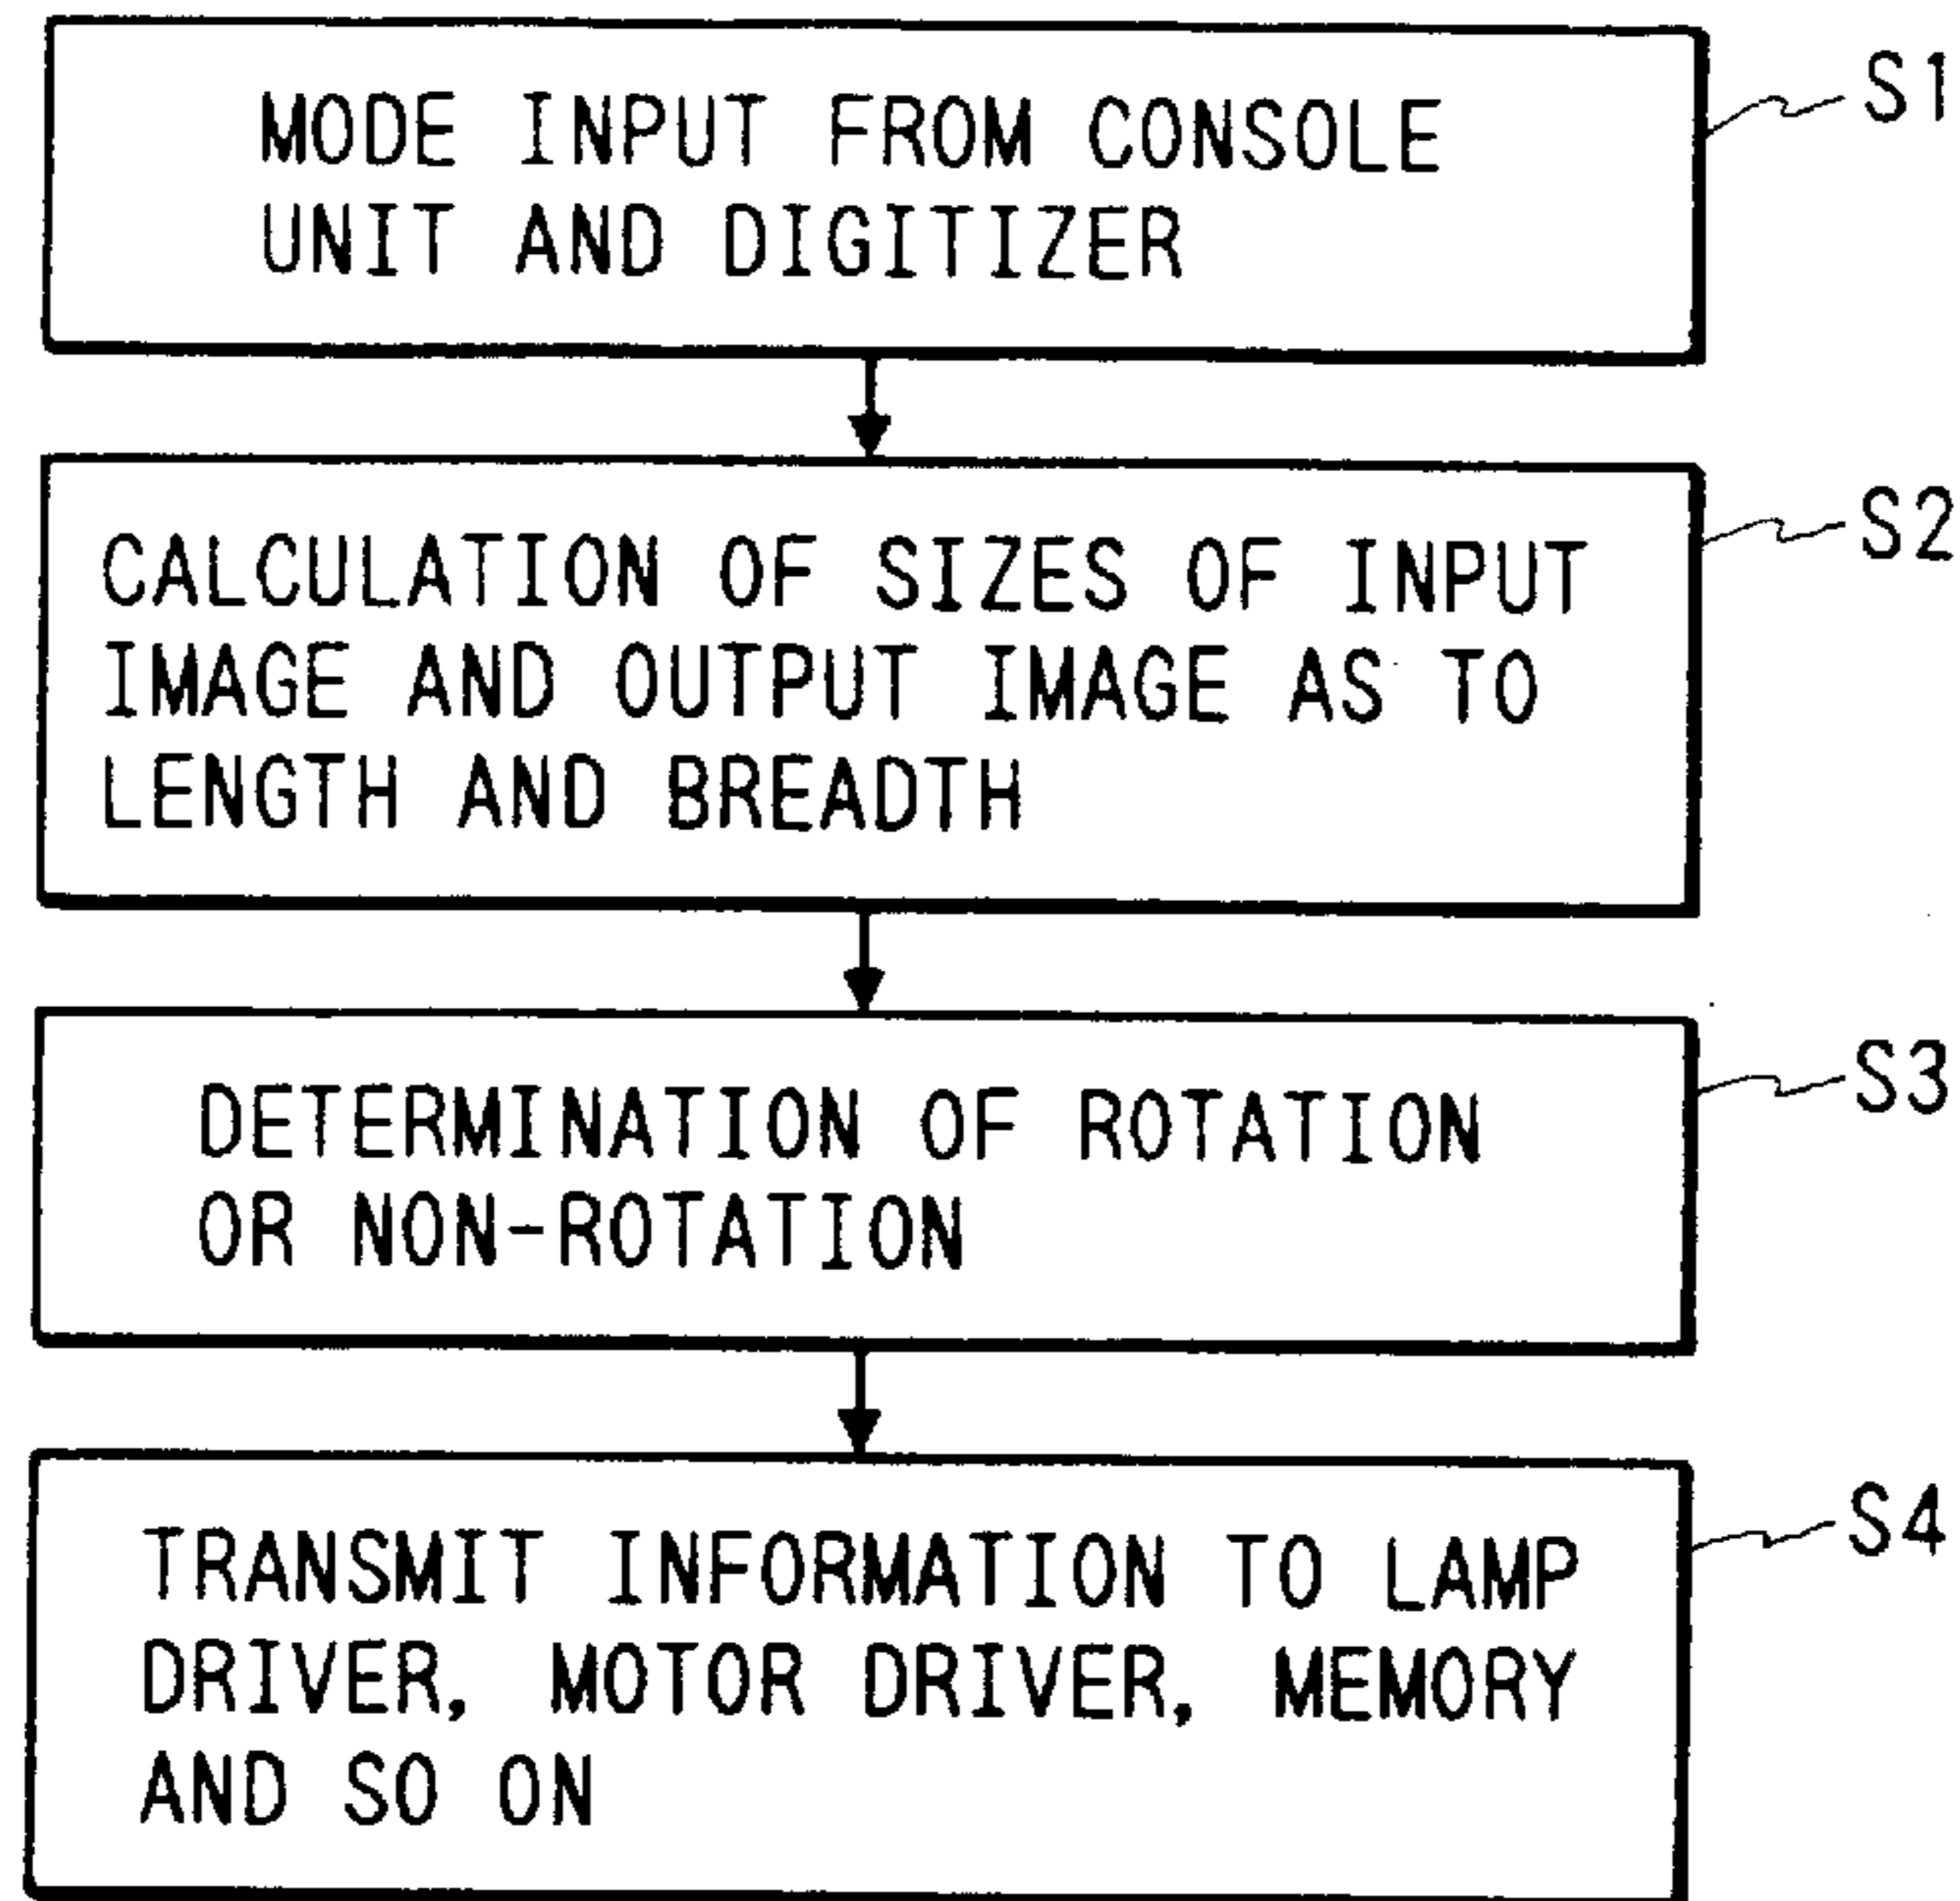 MODE INPUT FROM CONSOLE
UNIT AND DIGITIZER
S1
CALCULATION OF SIZES OF INPUT
IMAGE AND OUTPUT IMAGE AS TO
LENGTH AND BREADTH
S2
DETERMINATION OF ROTATION
OR NON-ROTATION
S3
TRANSMIT INFORMATION TO LAMP
DRIVER, MOTOR DRIVER, MEMORY
AND SO ON
S4